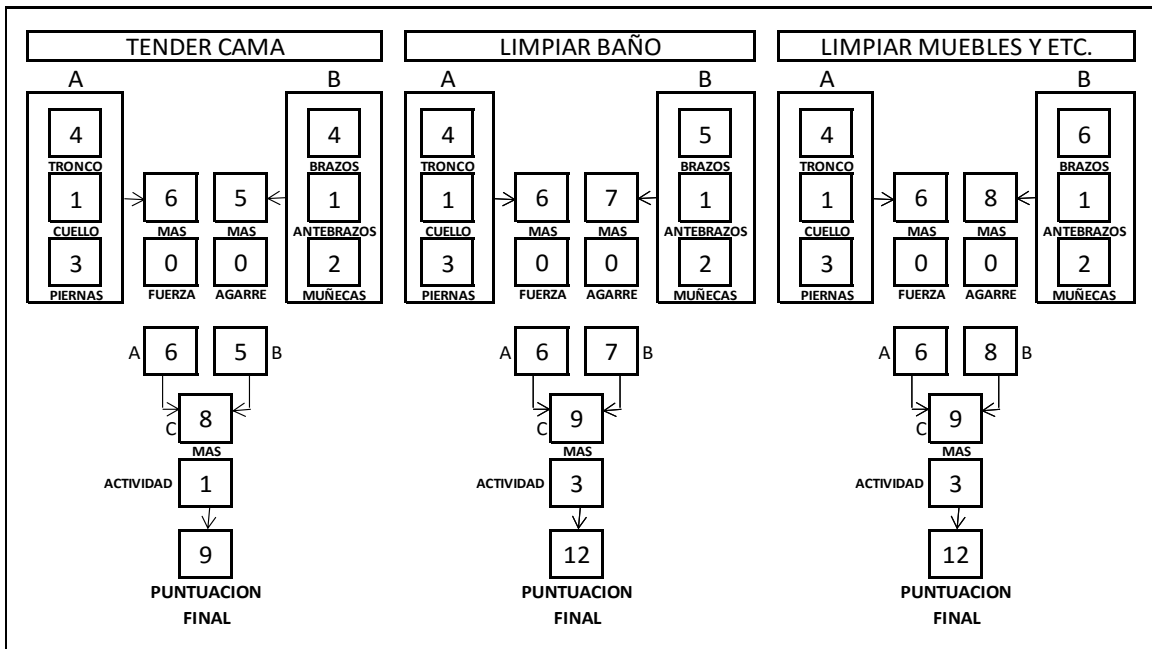 TENDER CAMA
A B
4 4
TRONCO BRAZOS
1 6 5 1
CUELLO MAS MAS ANTEBRAZOS
3 0 0 2
PIERNAS FUERZA AGARRE MUÑECAS
A 6 5 B
C 8
MAS
ACTIVIDAD 1
9
PUNTUACION
FINAL
LIMPIAR BAÑO
A B
4 5
TRONCO BRAZOS
1 6 7 1
CUELLO MAS MAS ANTEBRAZOS
3 0 0 2
PIERNAS FUERZA AGARRE MUÑECAS
A 6 7 B
C 9
MAS
ACTIVIDAD 3
12
PUNTUACION
FINAL
LIMPIAR MUEBLES Y ETC.
A B
4 6
TRONCO BRAZOS
1 6 8 1
CUELLO MAS MAS ANTEBRAZOS
3 0 0 2
PIERNAS FUERZA AGARRE MUÑECAS
A 6 8 B
C 9
MAS
ACTIVIDAD 3
12
PUNTUACION
FINAL